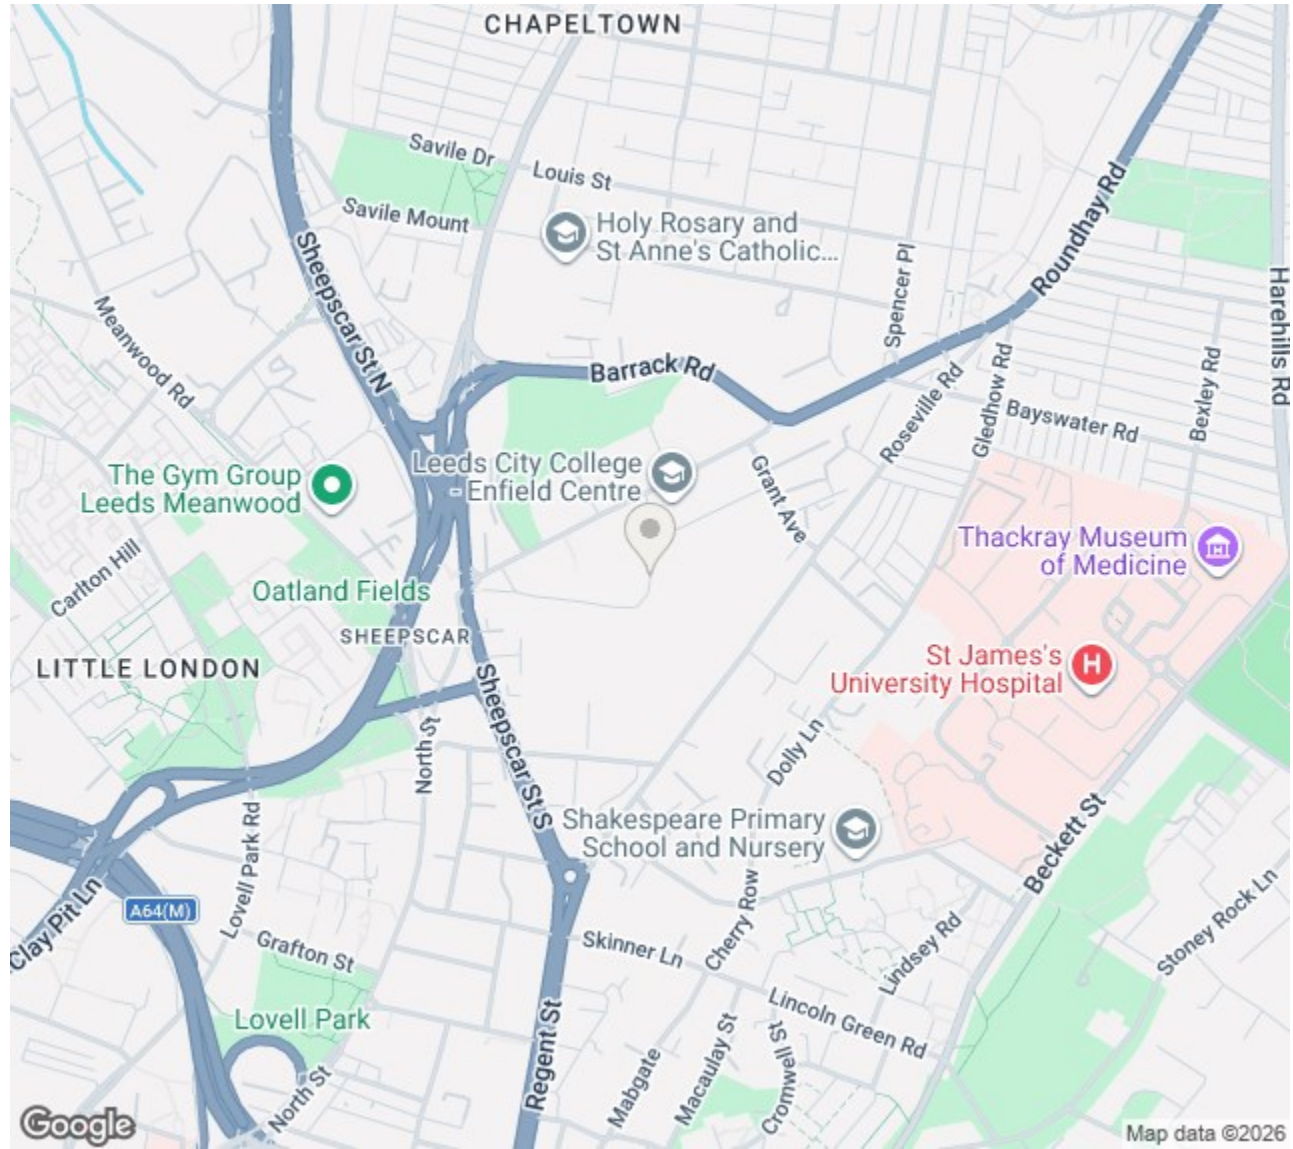 CHAPELTOWN
Savile Dr
Louis St
Savile Mount
Holy Rosary and
St Anne's Catholic...
Roundhay Rd
Spencer Pl
Harehills Rd
Sheepscar St N
Meanwood Rd
Barrack Rd
Roseville Rd
Gledhow Rd
Bexley Rd
Bayswater Rd
The Gym Group
Leeds Meanwood
Leeds City College
- Enfield Centre
Grant Ave
Thackray Museum
of Medicine
Carlton Hill
Oatland Fields
SHEEPSCAR
LITTLE LONDON
St James's
University Hospital
H
Sheepscar St S
North St
Dolly Ln
Shakespeare Primary
School and Nursery
Beckett St
Lovell Park Rd
A64(M)
Clay Pit Ln
Grafton St
Cherry Row
Skinner Ln
Lindsey Rd
Stoney Rock Ln
Lovell Park
Lincoln Green Rd
Regent St
North St
Mabgate
Macaulay St
Cromwell St
Google
Map data ©2026